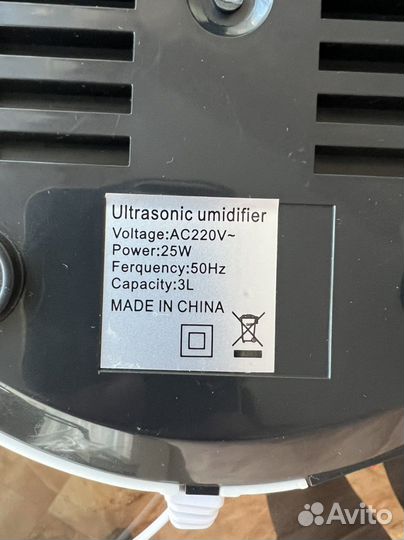 Ultrasonic umidifier
Voltage:AC220V~
Power:25W
Ferquency:50Hz
Capacity:3L
MADE IN CHINA
Avito